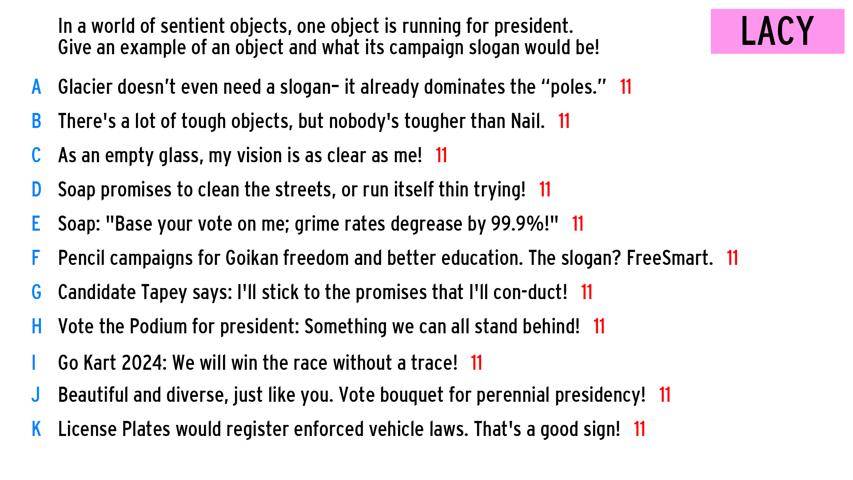 In a world of sentient objects, one object is running for president.
Give an example of an object and what its campaign slogan would be!
LACY
A Glacier doesn't even need a slogan– it already dominates the “poles.” 11
B There's a lot of tough objects, but nobody's tougher than Nail. 11
C As an empty glass, my vision is as clear as me! 11
D Soap promises to clean the streets, or run itself thin trying! 11
E Soap: "Base your vote on me; grime rates degrease by 99.9%!" 11
F Pencil campaigns for Goikan freedom and better education. The slogan? FreeSmart. 11
G Candidate Tapey says: I'll stick to the promises that I'll con-duct! 11
H Vote the Podium for president: Something we can all stand behind! 11
I Go Kart 2024: We will win the race without a trace! 11
J Beautiful and diverse, just like you. Vote bouquet for perennial presidency! 11
K License Plates would register enforced vehicle laws. That's a good sign! 11